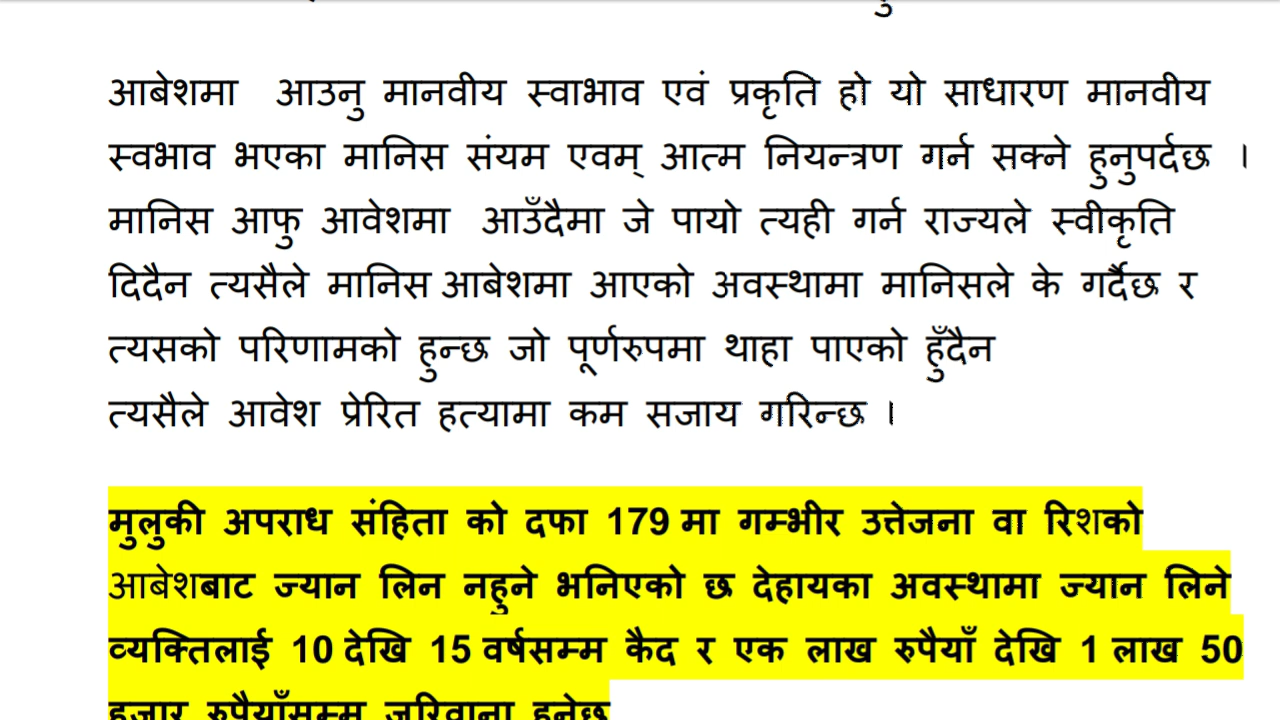 आबेशमा आउनु मानवीय स्वाभाव एवं प्रकृति हो यो साधारण मानवीय
स्वभाव भएका मानिस संयम एवम् आत्म नियन्त्रण गर्न सक्ने हुनुपर्दछ ।
मानिस आफु आवेशमा आउँदैमा जे पायो त्यही गर्न राज्यले स्वीकृति
दिदैन त्यसैले मानिस आबेशमा आएको अवस्थामा मानिसले के गर्दैछ र
त्यसको परिणामको हुन्छ जो पूर्णरुपमा थाहा पाएको हुँदैन
त्यसैले आवेश प्रेरित हत्यामा कम सजाय गरिन्छ ।
मुलुकी अपराध संहिता को दफा 179 मा गम्भीर उत्तेजना वा रिशको
आबेशबाट ज्यान लिन नहुने भनिएको छ देहायका अवस्थामा ज्यान लिने
व्यक्तिलाई 10 देखि 15 वर्षसम्म कैद र एक लाख रुपैयाँ देखि 1 लाख 50
हजार रुपैयाँसम्म जरिवाना हुनेछ